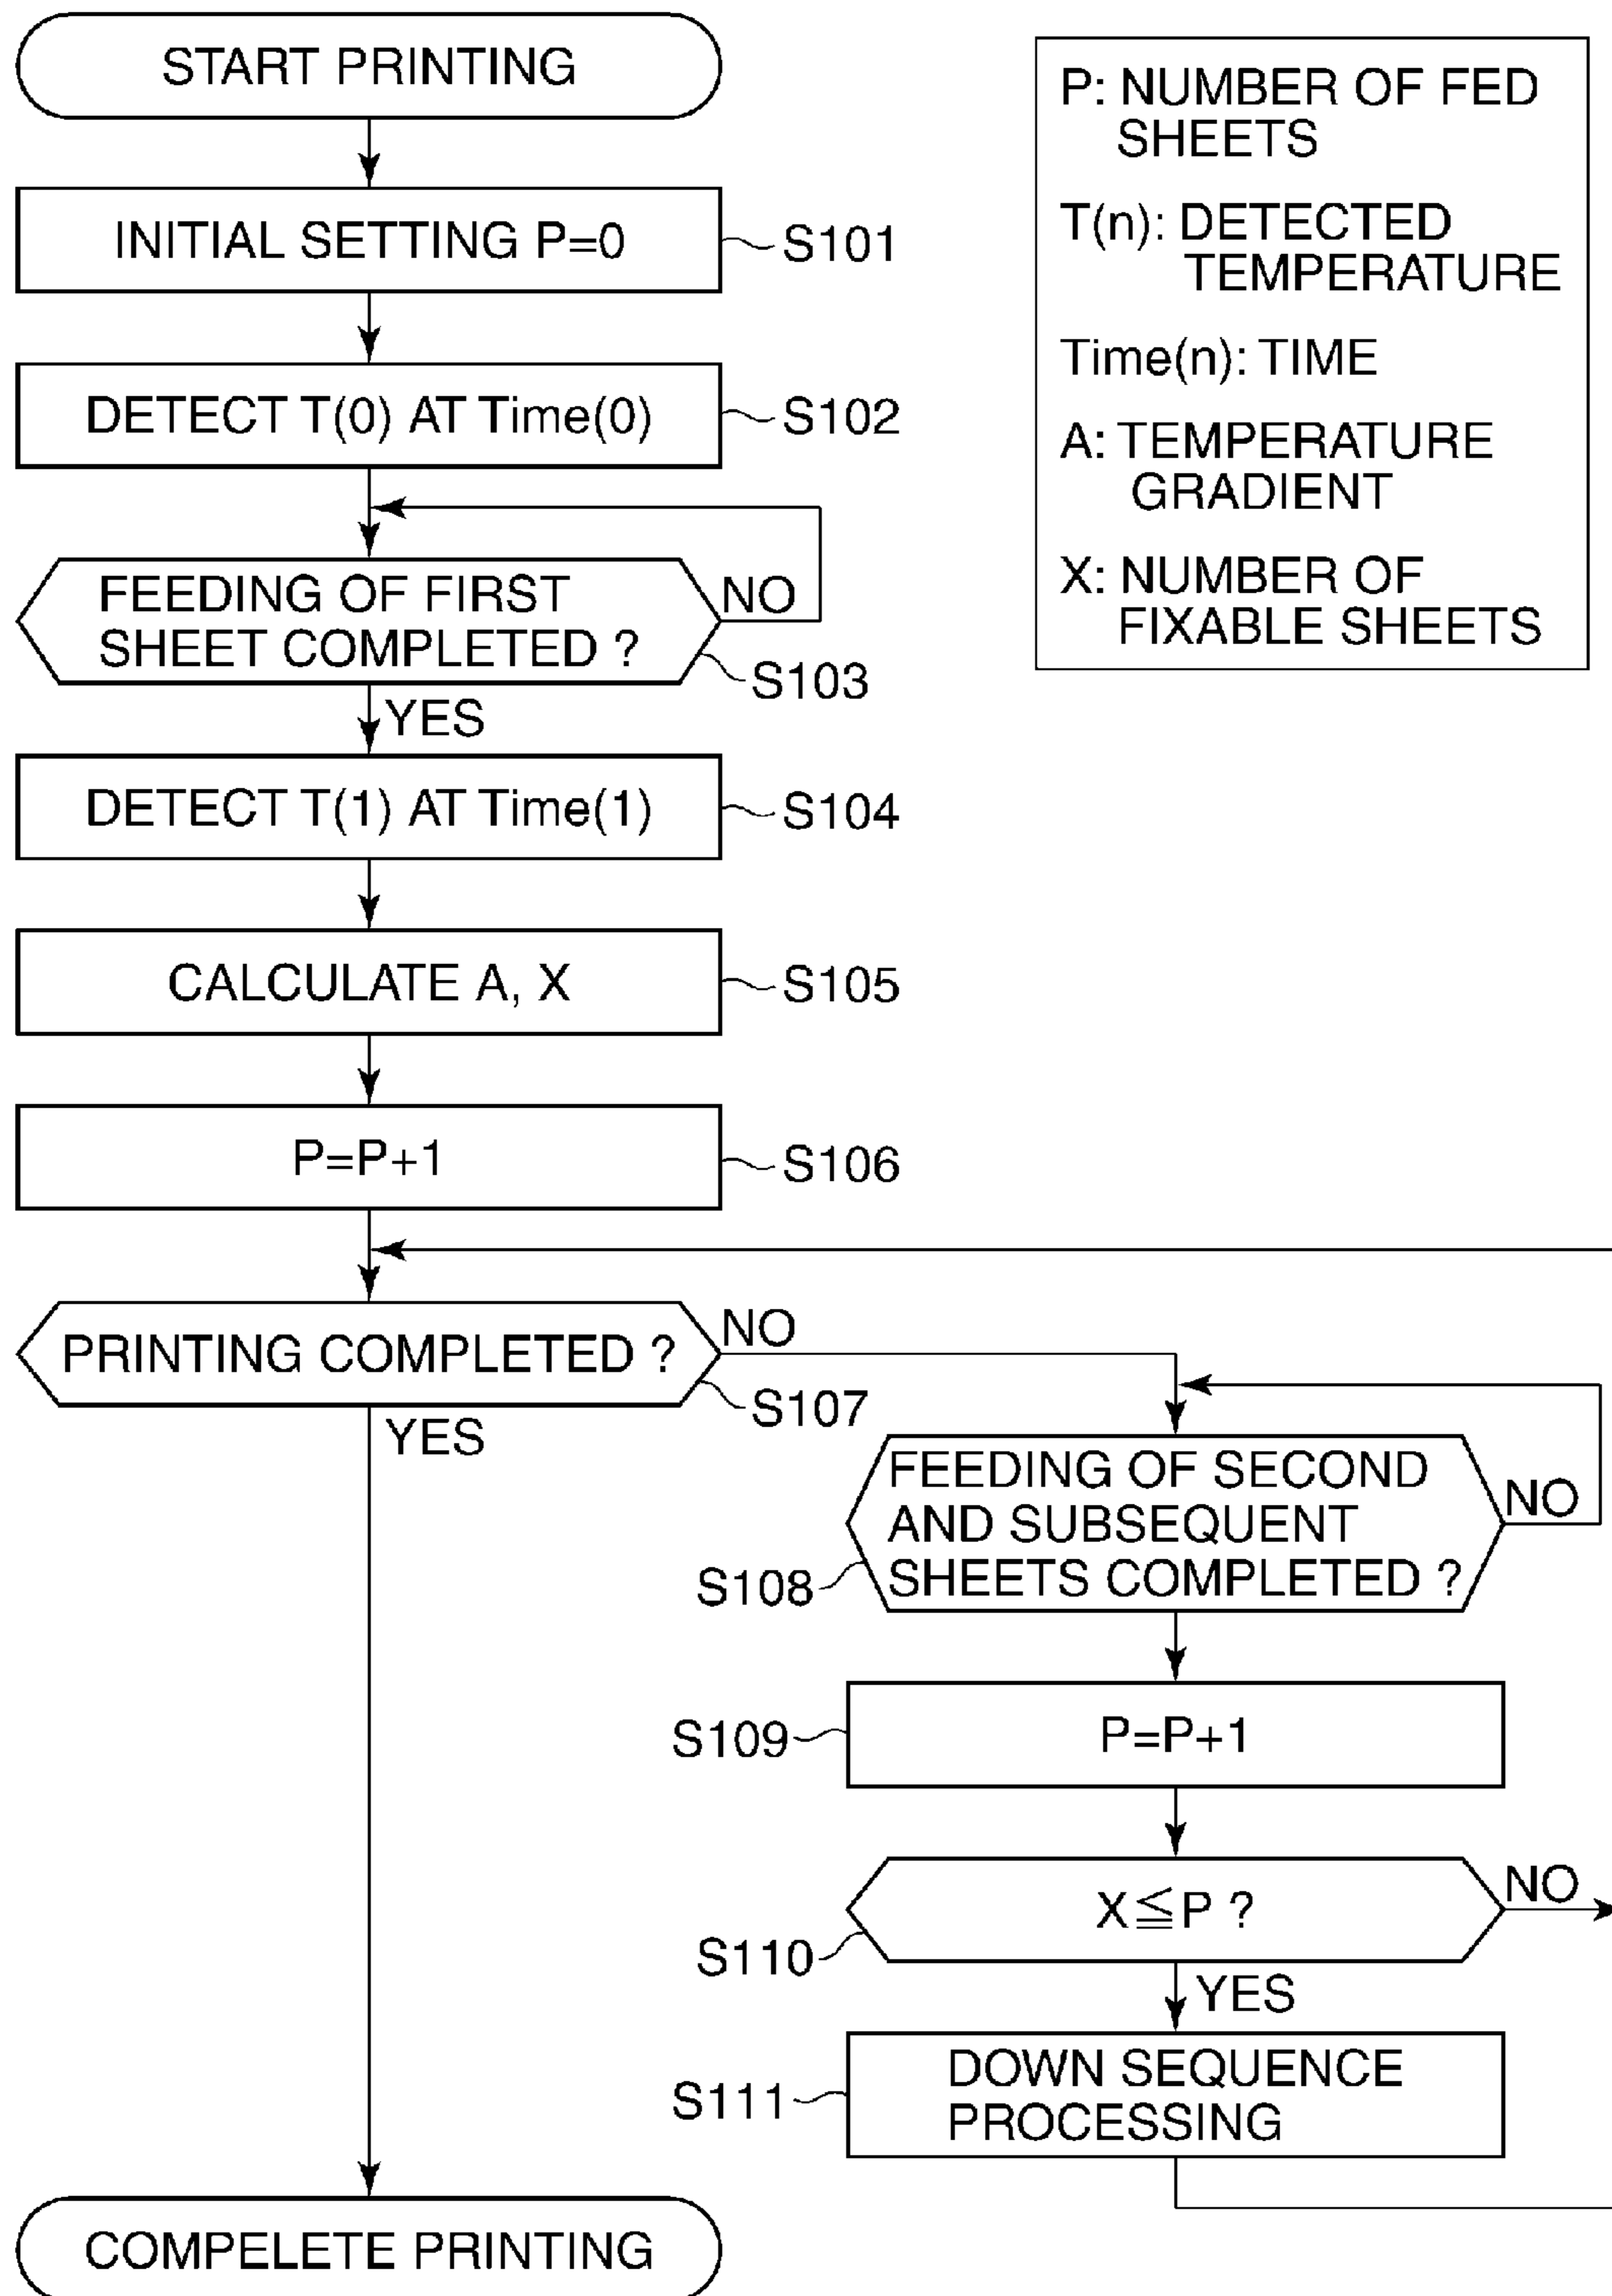 START PRINTING
INITIAL SETTING P=0
S101
DETECT T(0) AT Time(0)
S102
FEEDING OF FIRST
SHEET COMPLETED ?
NO
S103
YES
DETECT T(1) AT Time(1)
S104
CALCULATE A, X
S105
P=P+1
S106
PRINTING COMPLETED ?
NO
S107
YES
FEEDING OF SECOND
AND SUBSEQUENT
SHEETS COMPLETED ?
NO
S108
P=P+1
S109
X≦P ?
NO
S110
YES
DOWN SEQUENCE
PROCESSING
S111
COMPELETE PRINTING
P: NUMBER OF FED
SHEETS
T(n): DETECTED
TEMPERATURE
Time(n): TIME
A: TEMPERATURE
GRADIENT
X: NUMBER OF
FIXABLE SHEETS